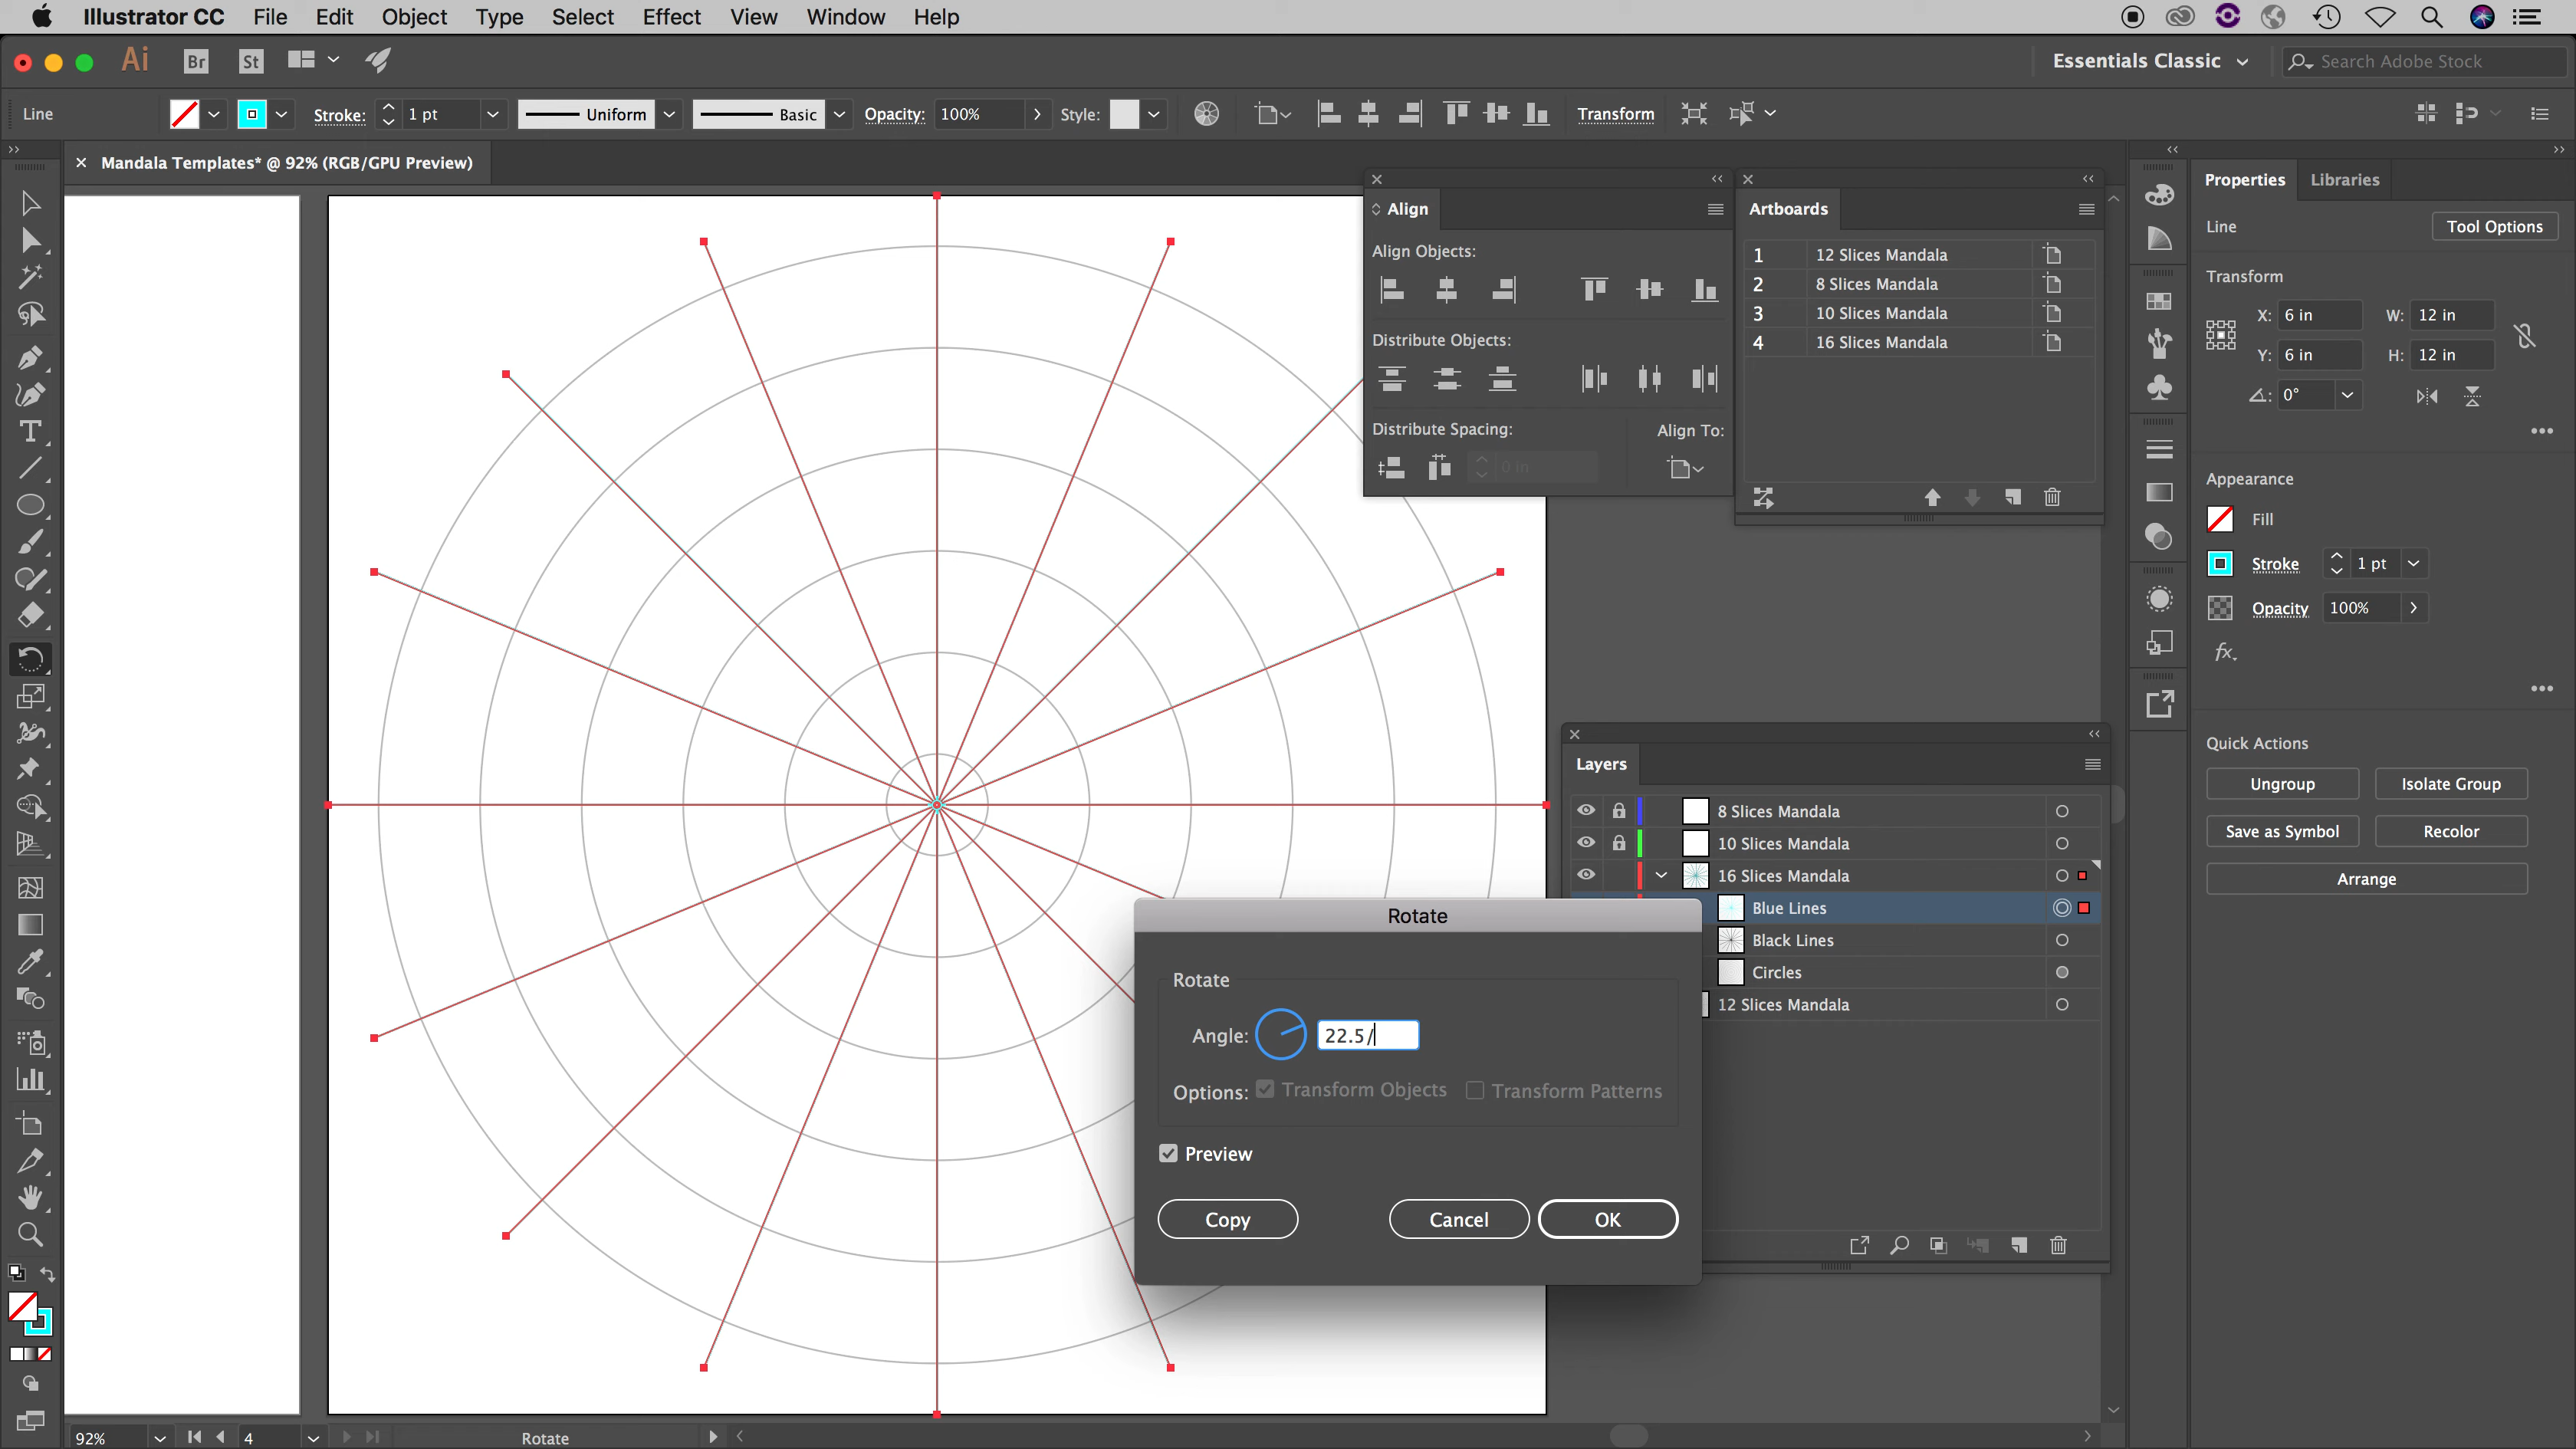 Illustrator CC File Edit Object Type Select Effect View Window Help
Ai Br St Essentials Classic Search Adobe Stock
Line Stroke: 1 pt Uniform Basic Opacity: 100% Style: Transform
Mandala Templates* @ 92% (RGB/GPU Preview)
Align
Align Objects:
Distribute Objects:
Distribute Spacing: Align To:
0 in
Artboards
1 12 Slices Mandala
2 8 Slices Mandala
3 10 Slices Mandala
4 16 Slices Mandala
Properties Libraries
Line Tool Options
Transform
X: 6 in W: 12 in
Y: 6 in H: 12 in
0°
Appearance
Fill
Stroke 1 pt
Opacity 100%
fx.
Quick Actions
Ungroup Isolate Group
Save as Symbol Recolor
Arrange
Layers
8 Slices Mandala
10 Slices Mandala
16 Slices Mandala
Blue Lines
Black Lines
Circles
12 Slices Mandala
Rotate
Rotate
Angle: 22.5/
Options: Transform Objects Transform Patterns
Preview
Copy Cancel OK
92% 4 Rotate